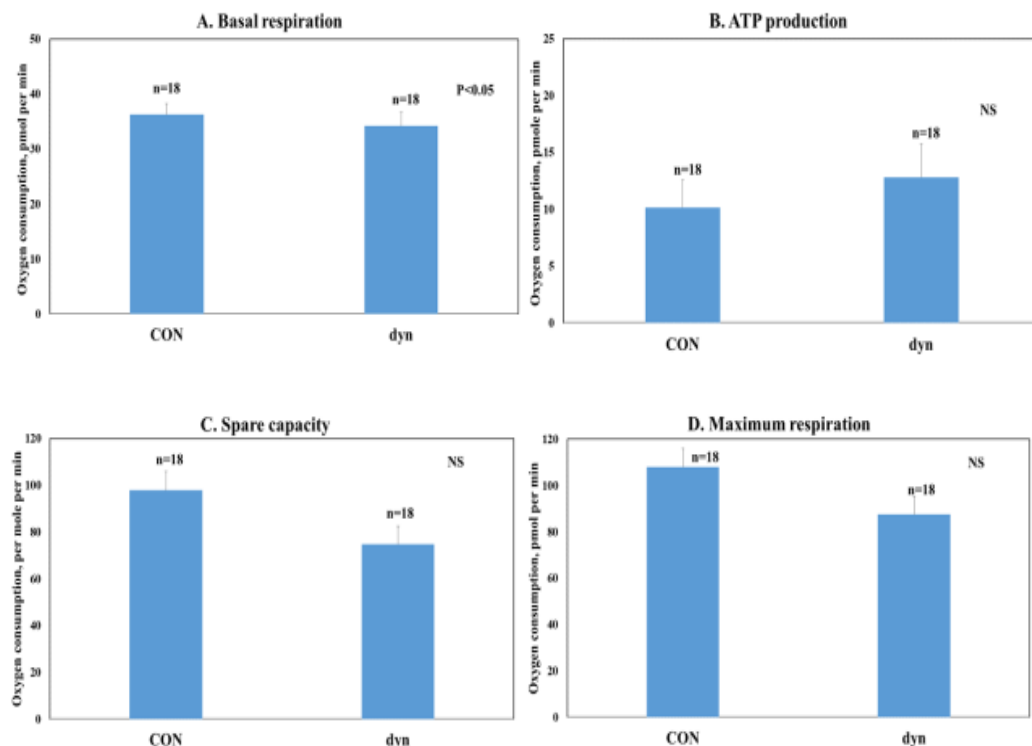 A. Basal respiration
Oxygen consumption, pmol per min
50
40
30
20
10
0
n=18
n=18
P<0.05
CON
dyn
B. ATP production
Oxygen consumption, pmole per min
25
20
15
10
5
0
n=18
n=18
NS
CON
dyn
C. Spare capacity
Oxygen consumption, per mole per min
120
100
80
60
40
20
0
n=18
n=18
NS
CON
dyn
D. Maximum respiration
Oxygen consumption, pmol per min
120
100
80
60
40
20
0
n=18
n=18
NS
CON
dyn